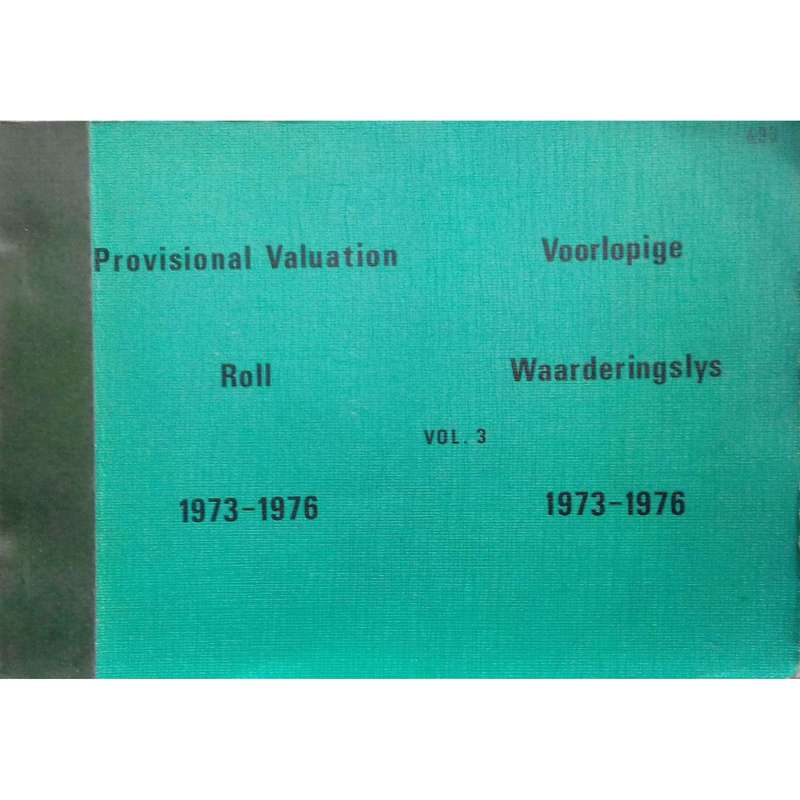 Provisional Valuation
Roll
1973-1976
Voorlopige
Waarderingslys
1973-1976
VOL. 3